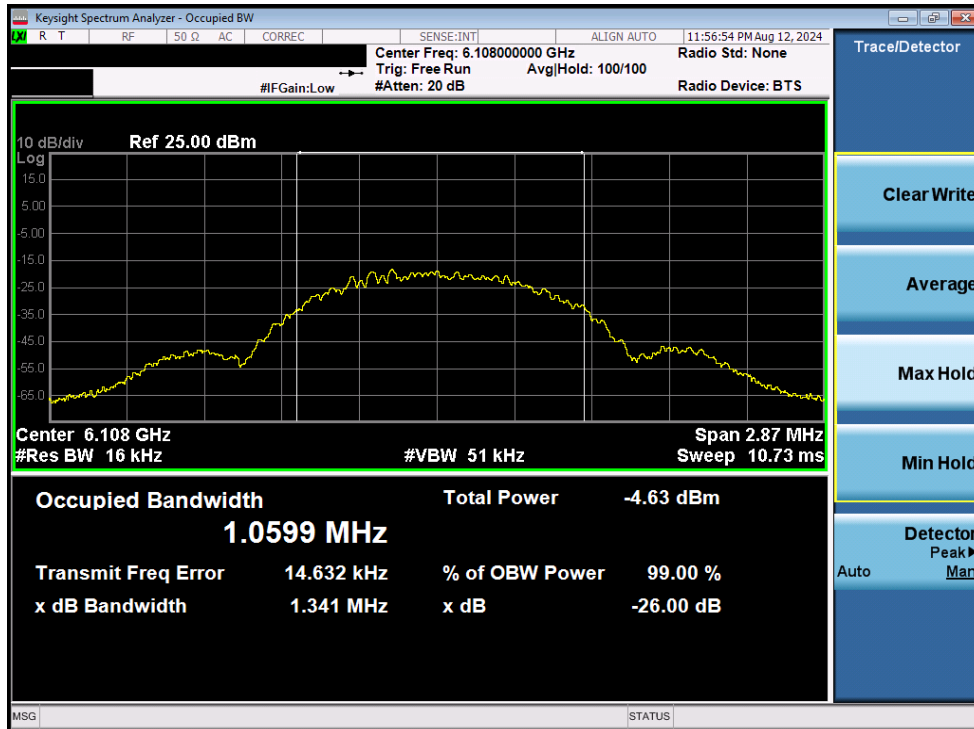 Keysight Spectrum Analyzer - Occupied BW
LXI R T RF 50 Ω AC CORREC SENSE:INT ALIGN AUTO 11:56:54 PM Aug 12, 2024
Center Freq: 6.108000000 GHz Radio Std: None
Trig: Free Run Avg|Hold: 100/100
#IFGain:Low #Atten: 20 dB Radio Device: BTS
10 dB/div Ref 25.00 dBm
Log
15.0
5.00
-5.00
-15.0
-25.0
-35.0
-45.0
-55.0
-65.0
Center 6.108 GHz Span 2.87 MHz
#Res BW 16 kHz #VBW 51 kHz Sweep 10.73 ms
Occupied Bandwidth Total Power -4.63 dBm
1.0599 MHz
Transmit Freq Error 14.632 kHz % of OBW Power 99.00 %
x dB Bandwidth 1.341 MHz x dB -26.00 dB
MSG STATUS
Trace/Detector
Clear Write
Average
Max Hold
Min Hold
Detector
Peak▶
Auto Man